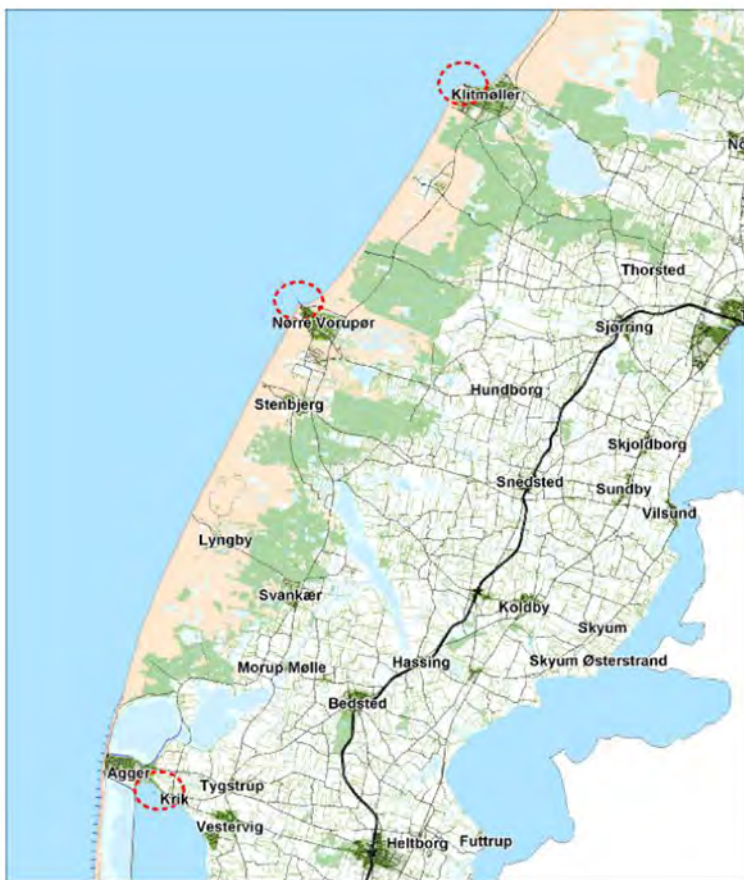 Klitmøller
Thorsted
Sjørring
Nørre Vorupør
Hundborg
Stenbjerg
Skjoldborg
Snedsted
Sundby
Vilsund
Lyngby
Svankær
Koldby
Skyum
Morup Mølle
Hassing
Skyum Østerstrand
Bedsted
Agger
Tygstrup
Krik
Vestervig
Heltborg
Futtrup